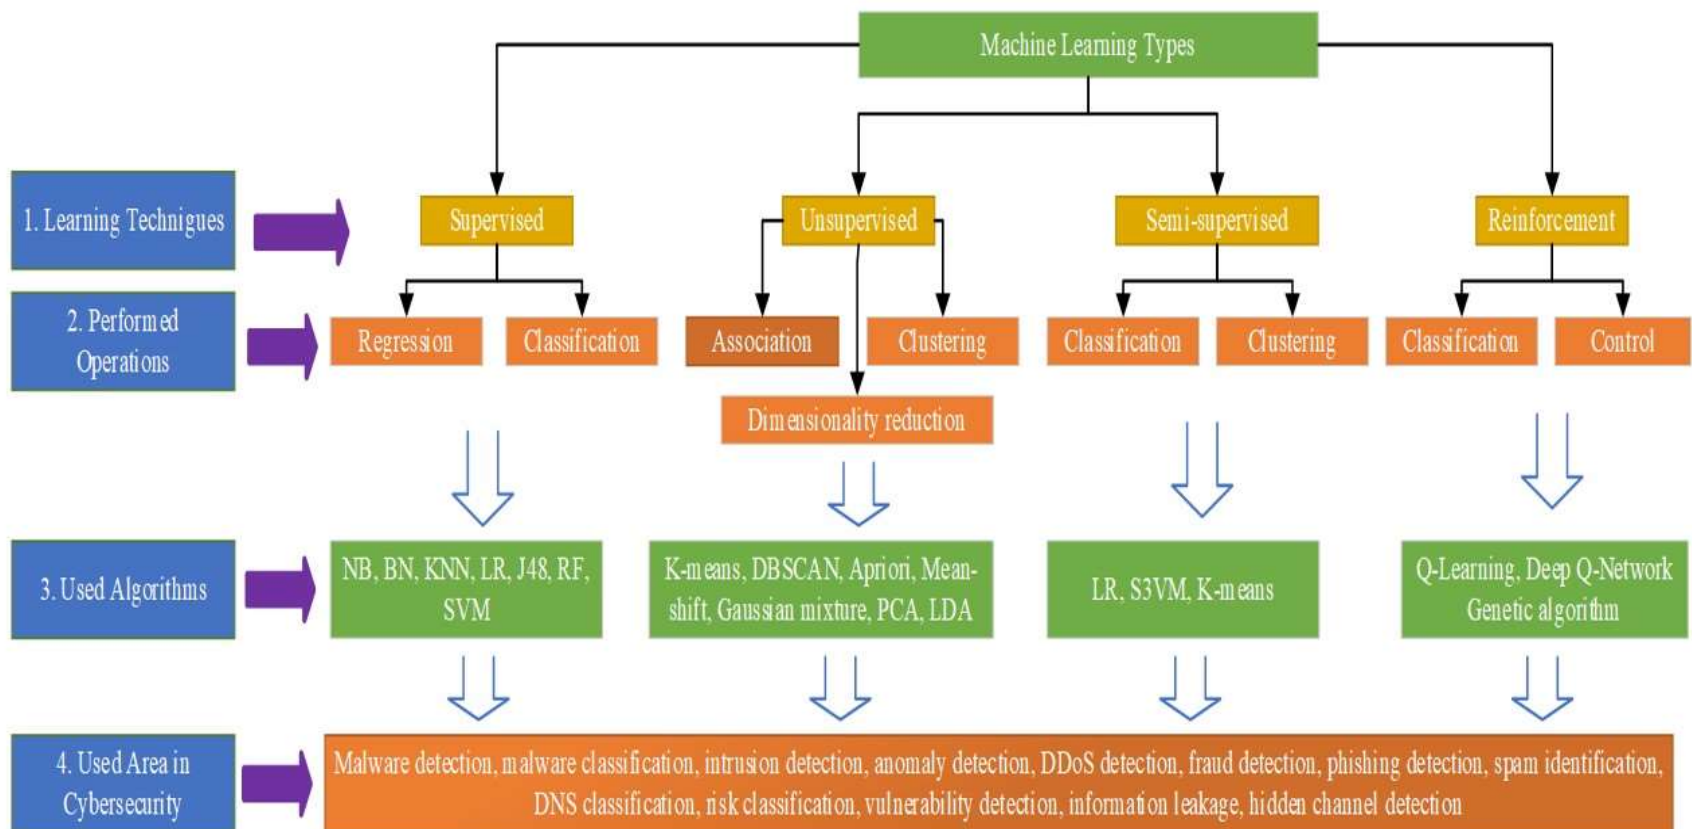 Machine Learning Types
1. Learning Technigues
Supervised
Unsupervised
Semi-supervised
Reinforcement
2. Performed
Operations
Regression
Classification
Association
Clustering
Classification
Clustering
Classification
Control
Dimensionality reduction
3. Used Algorithms
NB, BN, KNN, LR, J48, RF,
SVM
K-means, DBSCAN, Apriori, Mean-
shift, Gaussian mixture, PCA, LDA
LR, S3VM, K-means
Q-Learning, Deep Q-Network
Genetic algorithm
4. Used Area in
Cybersecurity
Malware detection, malware classification, intrusion detection, anomaly detection, DDoS detection, fraud detection, phishing detection, spam identification,
DNS classification, risk classification, vulnerability detection, information leakage, hidden channel detection